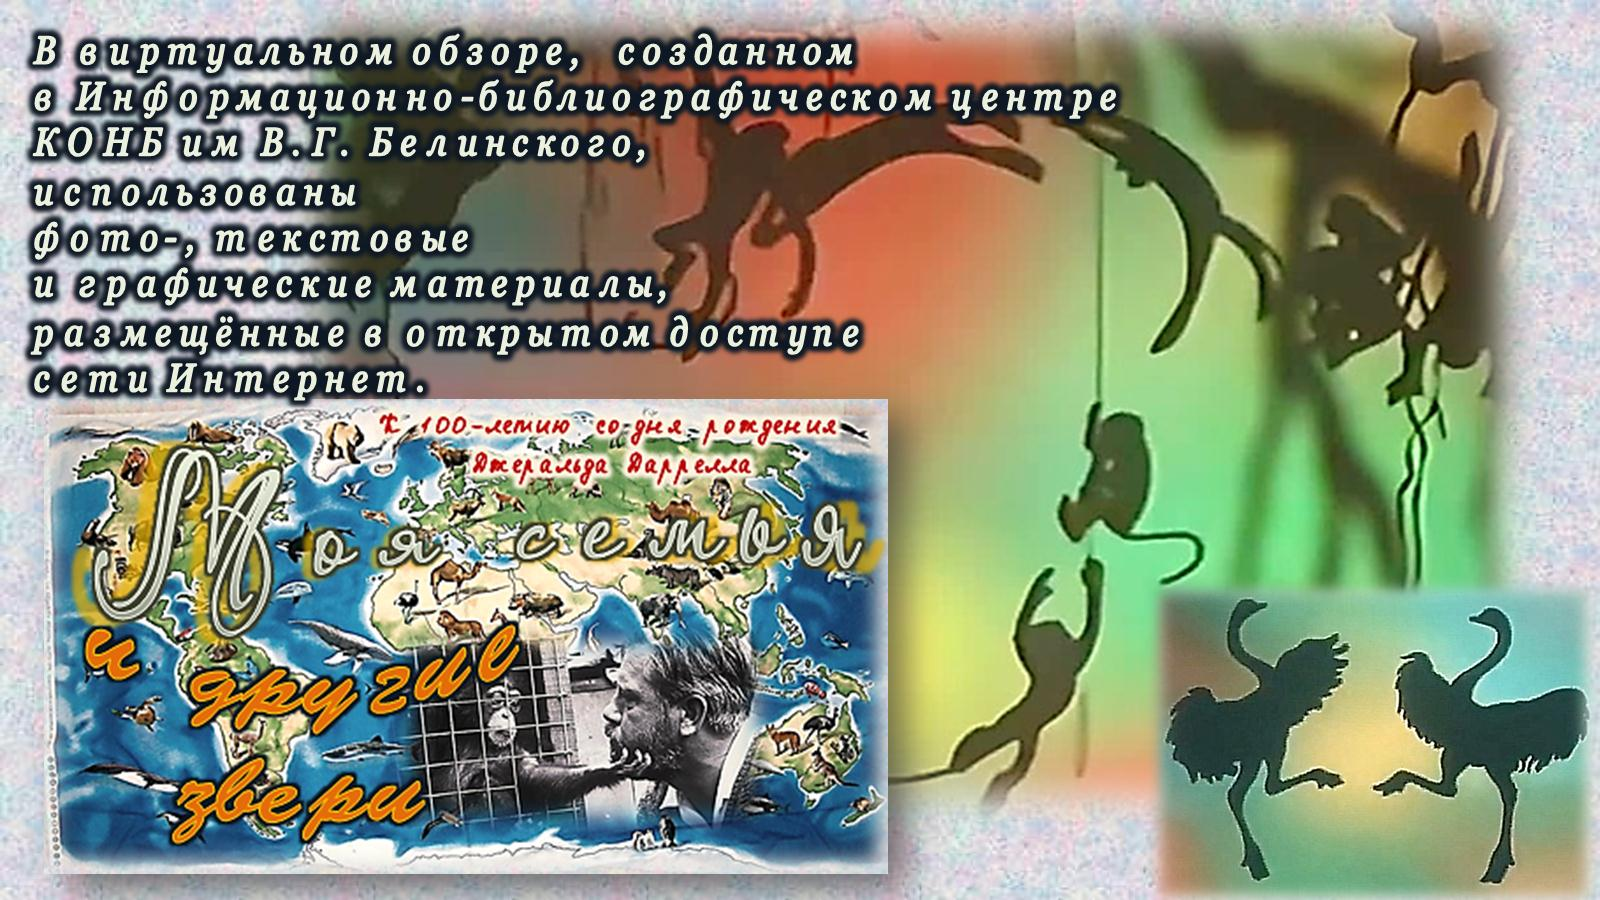 В виртуальном обзоре, созданном
в Информационно-библиографическом центре
КОНБ им В.Г. Белинского,
использованы
фото-, текстовые
и графические материалы,
размещённые в открытом доступе
сети Интернет.
К 100-летию со дня рождения
Джеральда Даррелла
Моя семья
и другие
звери